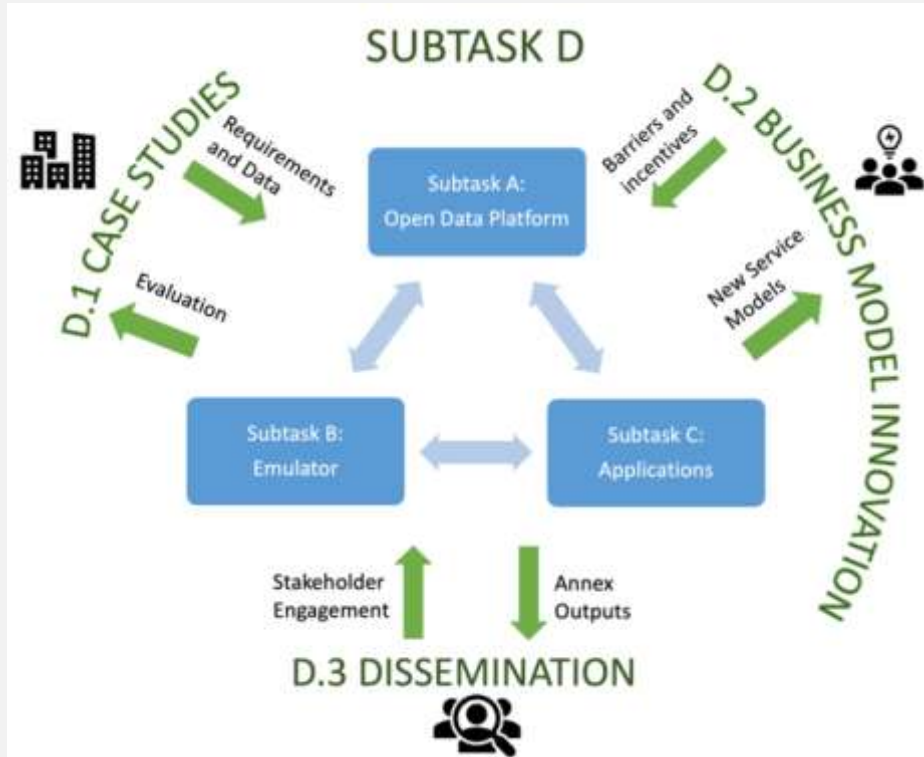 SUBTASK D
D.1 CASE STUDIES
Requirements
and Data
Evaluation
Subtask A:
Open Data Platform
Barriers and
incentives
D.2 BUSINESS MODEL INNOVATION
New Service
Models
Subtask B:
Emulator
Subtask C:
Applications
Stakeholder
Engagement
Annex
Outputs
D.3 DISSEMINATION